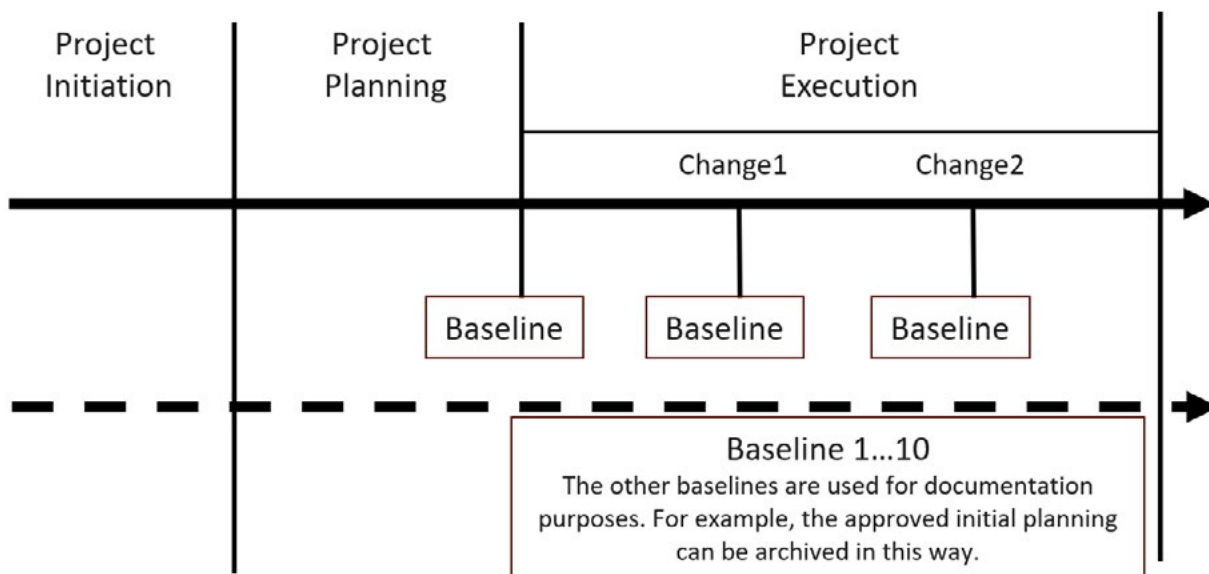 Project
Initiation
Project
Planning
Project
Execution
Change1
Change2
Baseline
Baseline
Baseline
Baseline 1...10
The other baselines are used for documentation
purposes. For example, the approved initial planning
can be archived in this way.